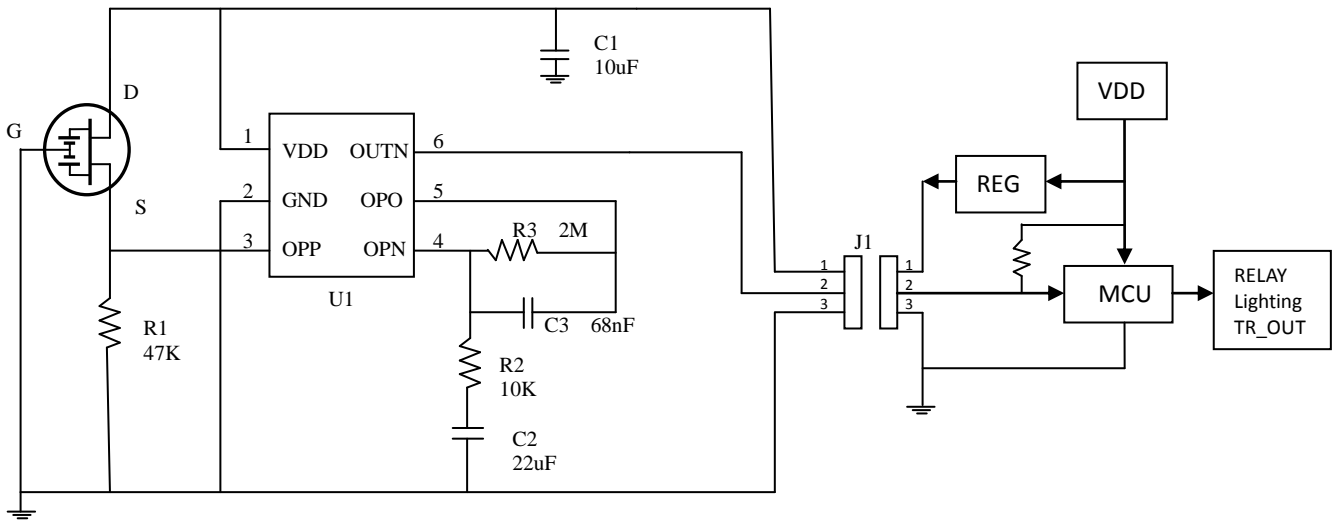 C1
10uF
VDD
D
G
1
VDD
OUTN
6
REG
2
GND
OPO
5
S
R3 2M
3
OPP
OPN
4
J1
U1
1
2
3
1
2
3
MCU
RELAY
Lighting
TR_OUT
C3 68nF
R1
47K
R2
10K
C2
22uF